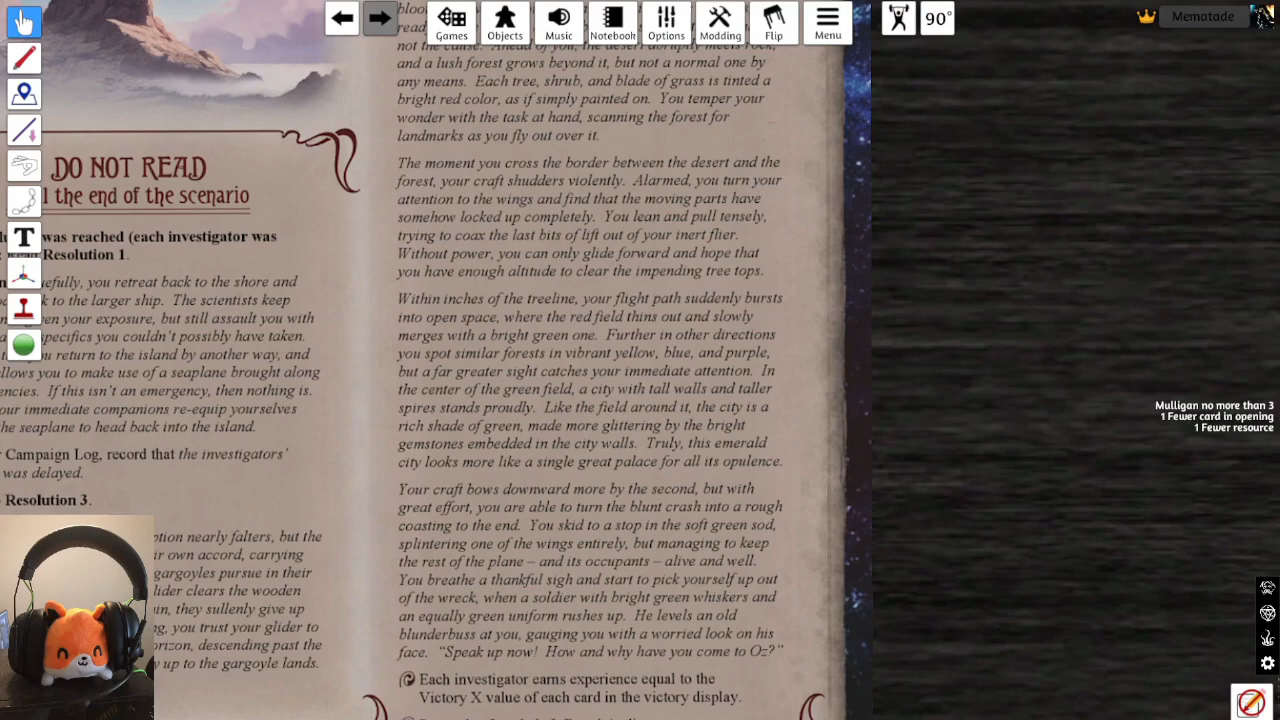 Games
Objects
Music
Notebook
Options
Modding
Flip
Menu
90°
Mematade
T
DO NOT READ
the end of the scenario
was reached (each investigator was
Resolution 1.
you retreat back to the shore and
to the larger ship. The scientists keep
your exposure, but still assault you with
specifics you couldn't possibly have taken.
you return to the island by another way, and
allows you to make use of a seaplane brought along
If this isn't an emergency, then nothing is.
our immediate companions re-equip yourselves
the seaplane to head back into the island.
Campaign Log, record that the investigators'
was delayed.
Resolution 3.
nearly falters, but the
own accord, carrying
gargoyles pursue in their
clears the wooden
they sullenly give up
you trust your glider to
descending past the
up to the gargoyle lands.
not the cause. Ahead of you, the desert abruptly meets rock,
and a lush forest grows beyond it, but not a normal one by
any means. Each tree, shrub, and blade of grass is tinted a
bright red color, as if simply painted on. You temper your
wonder with the task at hand, scanning the forest for
landmarks as you fly out over it.
The moment you cross the border between the desert and the
forest, your craft shudders violently. Alarmed, you turn your
attention to the wings and find that the moving parts have
somehow locked up completely. You lean and pull tensely,
trying to coax the last bits of lift out of your inert flier.
Without power, you can only glide forward and hope that
you have enough altitude to clear the impending tree tops.
Within inches of the treeline, your flight path suddenly bursts
into open space, where the red field thins out and slowly
merges with a bright green one. Further in other directions
you spot similar forests in vibrant yellow, blue, and purple,
but a far greater sight catches your immediate attention. In
the center of the green field, a city with tall walls and taller
spires stands proudly. Like the field around it, the city is a
rich shade of green, made more glittering by the bright
gemstones embedded in the city walls. Truly, this emerald
city looks more like a single great palace for all its opulence.
Your craft bows downward more by the second, but with
great effort, you are able to turn the blunt crash into a rough
coasting to the end. You skid to a stop in the soft green sod,
splintering one of the wings entirely, but managing to keep
the rest of the plane – and its occupants – alive and well.
You breathe a thankful sigh and start to pick yourself up out
of the wreck, when a soldier with bright green whiskers and
an equally green uniform rushes up. He levels an old
blunderbuss at you, gauging you with a worried look on his
face. "Speak up now! How and why have you come to Oz?"
Each investigator earns experience equal to the
Victory X value of each card in the victory display.
Mulligan no more than 3
1 Fewer card in opening
1 Fewer resource